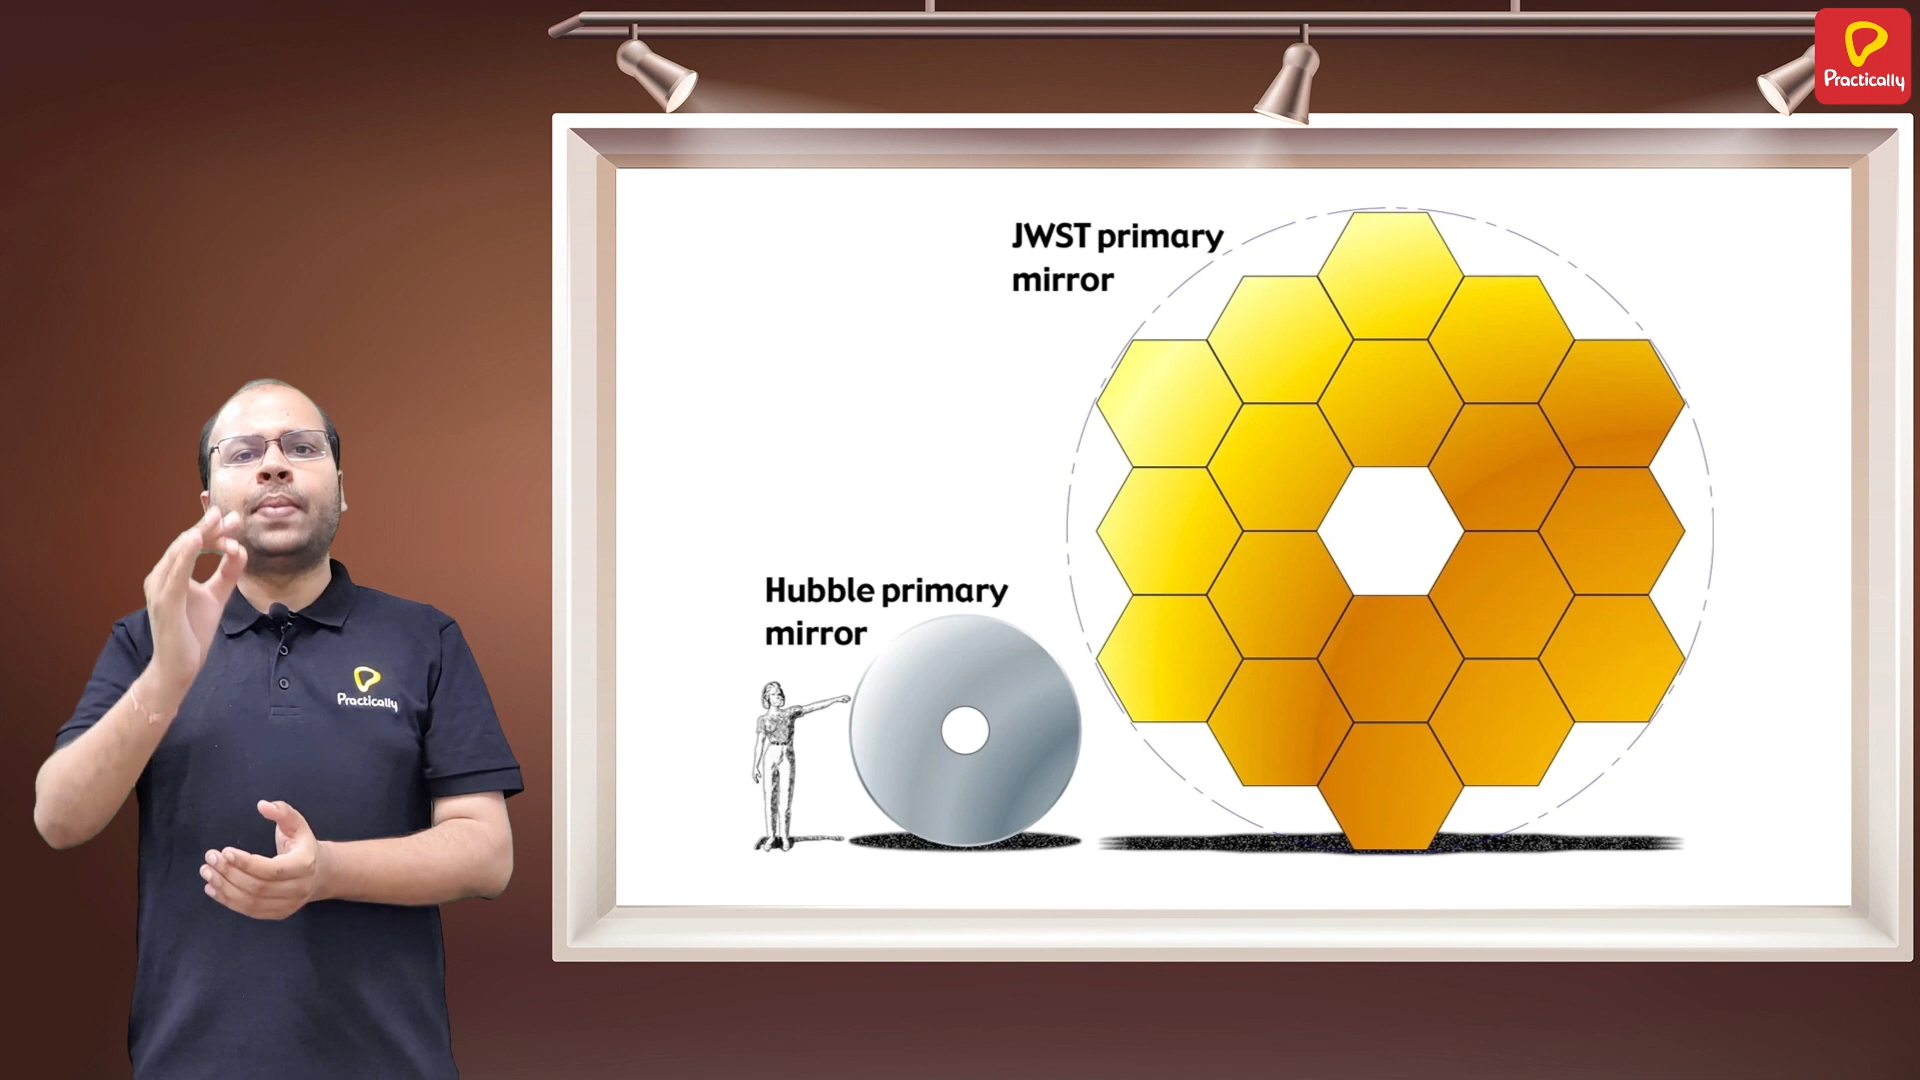 Practically
JWST primary
mirror
Hubble primary
mirror
Practically